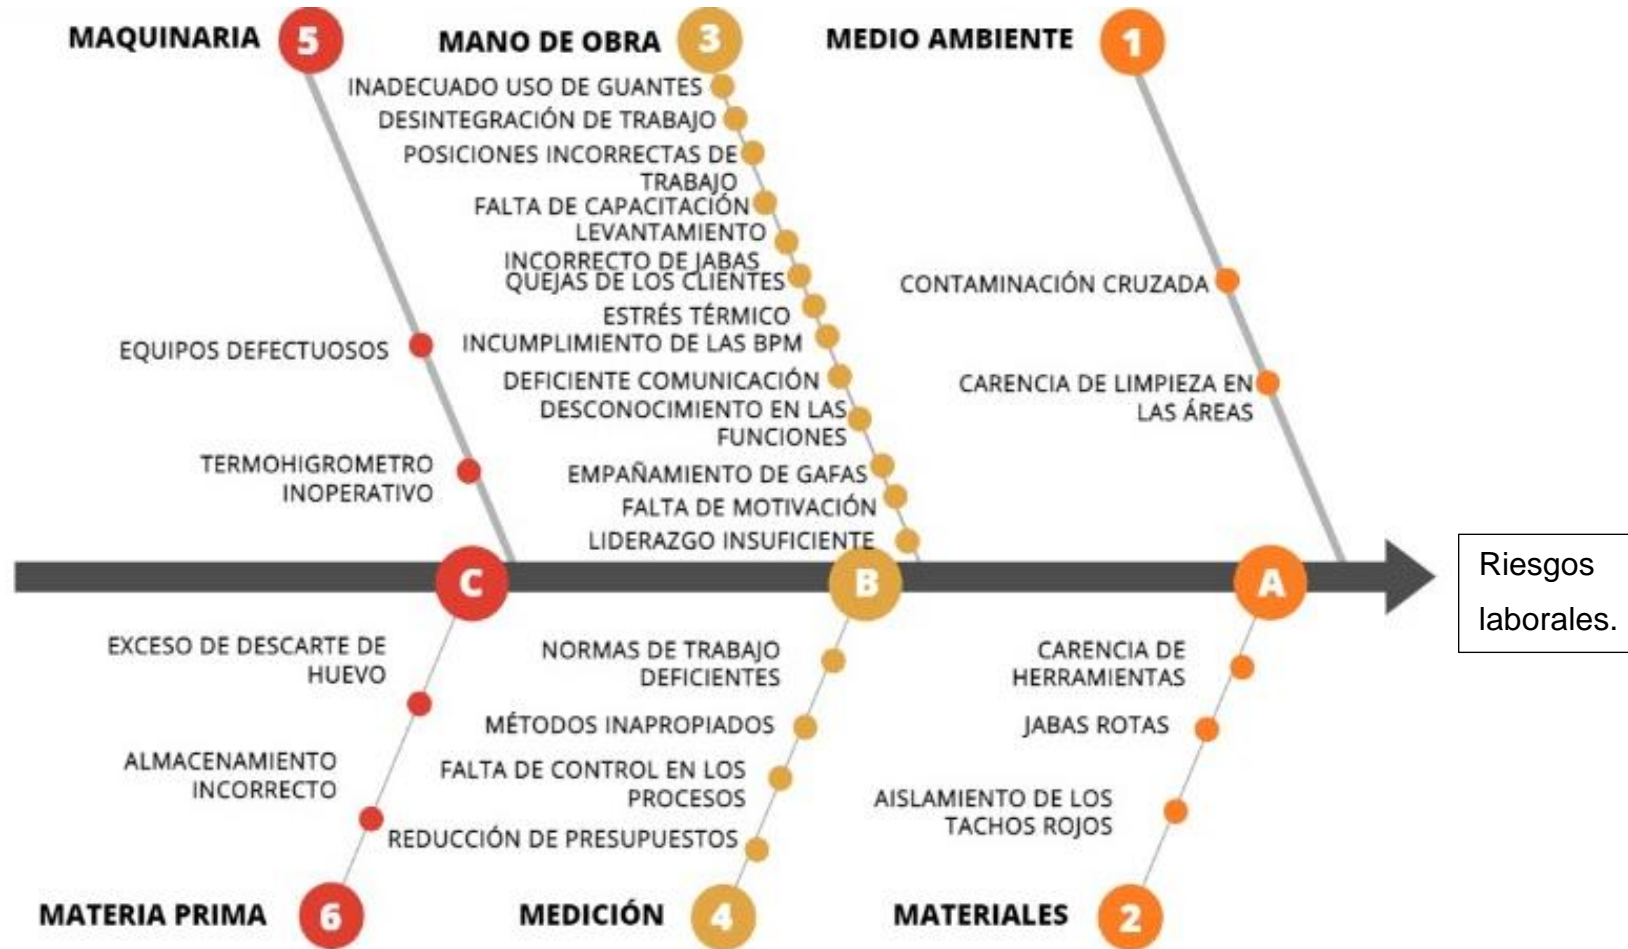 MAQUINARIA
5
EQUIPOS DEFECTUOSOS
TERMOHIGROMETRO
INOPERATIVO
MANO DE OBRA
3
INADECUADO USO DE GUANTES
DESINTEGRACIÓN DE TRABAJO
POSICIONES INCORRECTAS DE
TRABAJO
FALTA DE CAPACITACIÓN
LEVANTAMIENTO
INCORRECTO DE JABAS
QUEJAS DE LOS CLIENTES
ESTRÉS TÉRMICO
INCUMPLIMIENTO DE LAS BPM
DEFICIENTE COMUNICACIÓN
DESCONOCIMIENTO EN LAS
FUNCIONES
EMPAÑAMIENTO DE GAFAS
FALTA DE MOTIVACIÓN
LIDERAZGO INSUFICIENTE
MEDIO AMBIENTE
1
CONTAMINACIÓN CRUZADA
CARENCIA DE LIMPIEZA EN
LAS ÁREAS
C
B
A
Riesgos
laborales.
EXCESO DE DESCARTE DE
HUEVO
ALMACENAMIENTO
INCORRECTO
MATERIA PRIMA
6
NORMAS DE TRABAJO
DEFICIENTES
MÉTODOS INAPROPIADOS
FALTA DE CONTROL EN LOS
PROCESOS
REDUCCIÓN DE PRESUPUESTOS
MEDICIÓN
4
CARENCIA DE
HERRAMIENTAS
JABAS ROTAS
AISLAMIENTO DE LOS
TACHOS ROJOS
MATERIALES
2